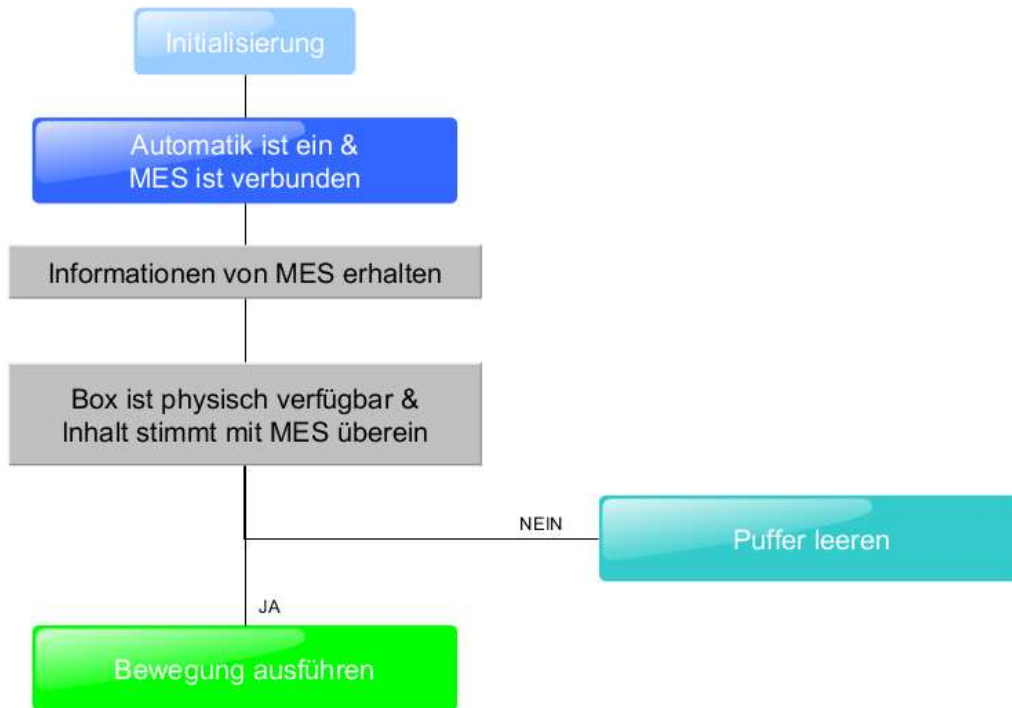 Initialisierung
Automatik ist ein &
MES ist verbunden
Informationen von MES erhalten
Box ist physisch verfügbar &
Inhalt stimmt mit MES überein
NEIN
Puffer leeren
JA
Bewegung ausführen